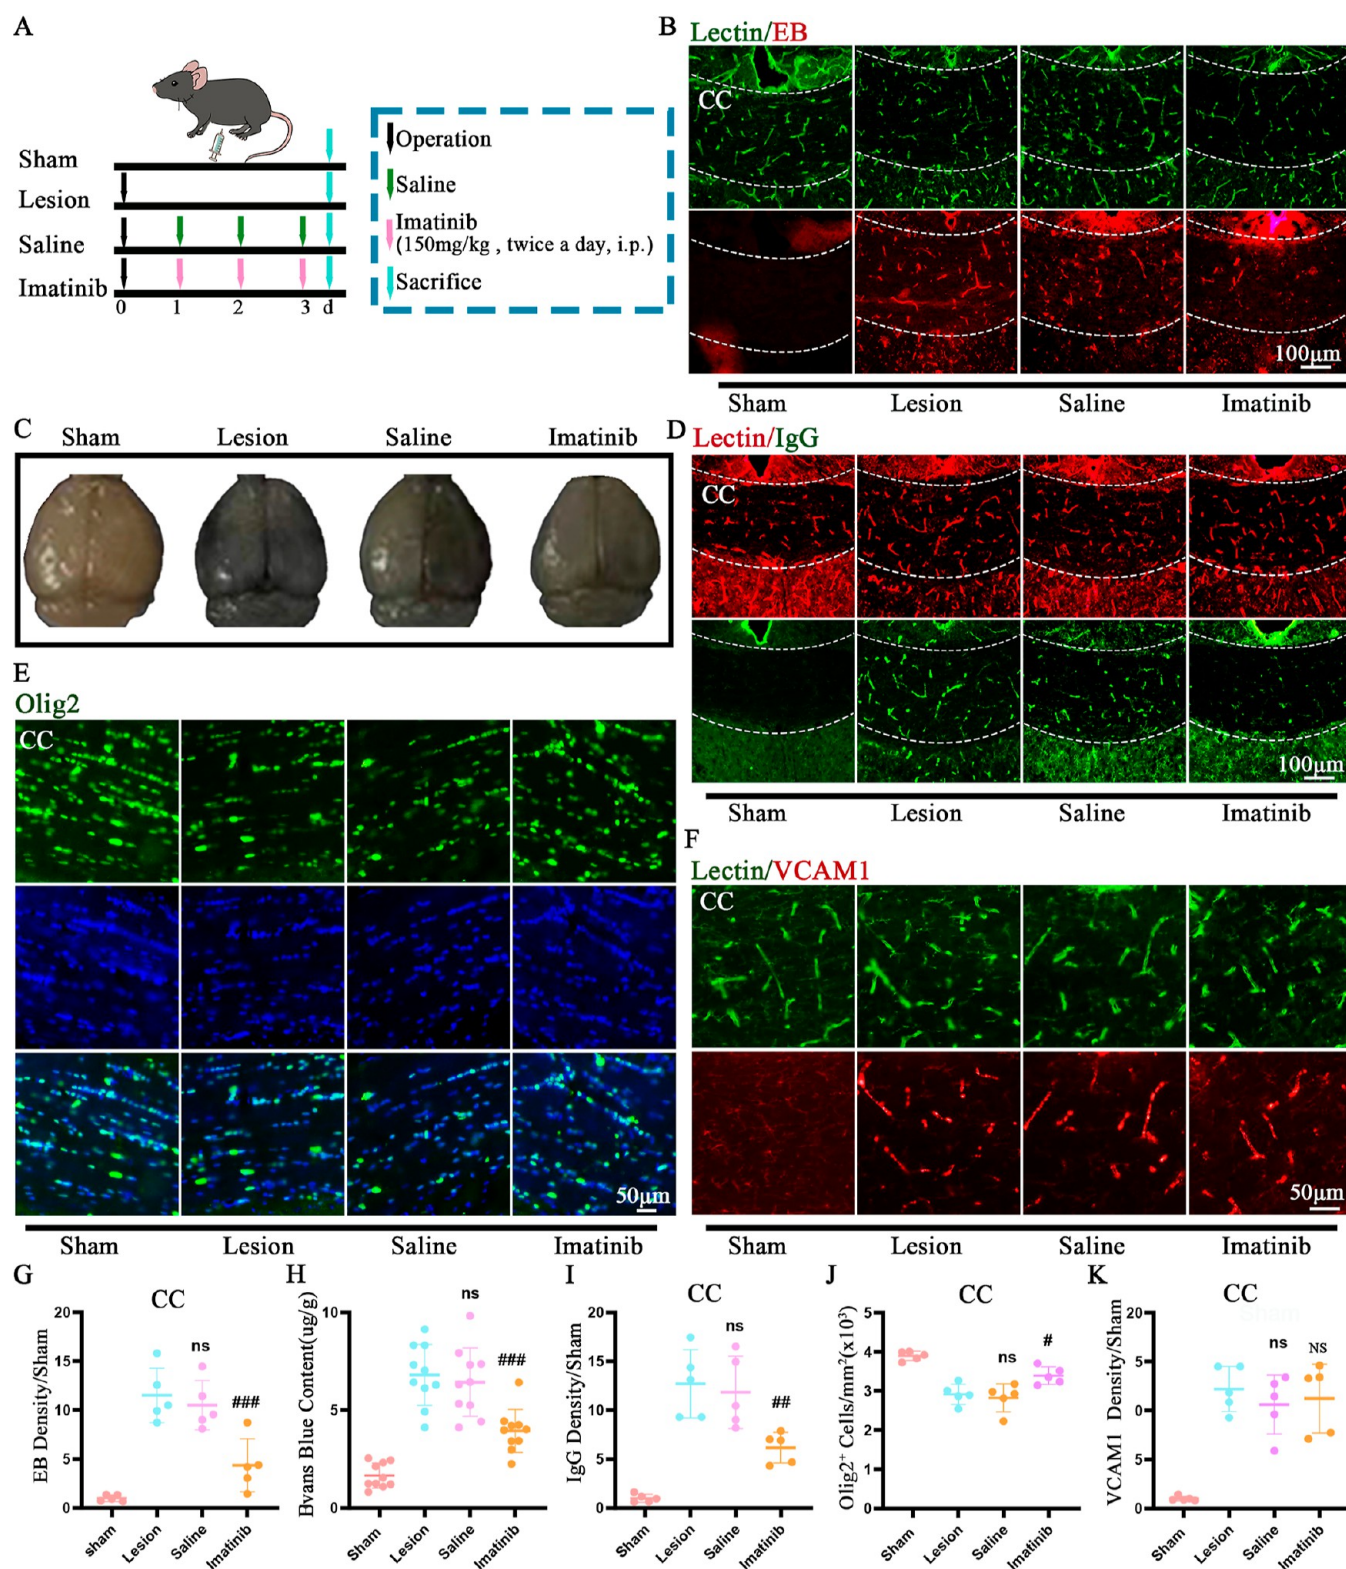 A
Sham
Lesion
Saline
Imatinib
0 1 2 3 d
Operation
Saline
Imatinib
(150mg/kg , twice a day, i.p.)
Sacrifice
B Lectin/EB
CC
100μm
Sham Lesion Saline Imatinib
C Sham Lesion Saline Imatinib
D Lectin/IgG
CC
100μm
Sham Lesion Saline Imatinib
E
Olig2
CC
50μm
Sham Lesion Saline Imatinib
F
Lectin/VCAM1
CC
50μm
Sham Lesion Saline Imatinib
G
CC
EB Density/Sham
20
15
10
5
0
ns
###
sham Lesion Saline Imatinib
H
Bvans Blue Content(ug/g)
10
5
0
ns
###
Sham Lesion Saline Imatinib
I
CC
IgG Density/Sham
20
15
10
5
0
ns
##
Sham Lesion Saline Imatinib
J
CC
Olig2⁺ Cells/mm²(x10³)
5
4
3
2
1
0
ns
#
Sham Lesion Saline Imatinib
K
CC
VCAM1 Density/Sham
20
5
0
5
0
ns
NS
Sham Lesion Saline Imatinib